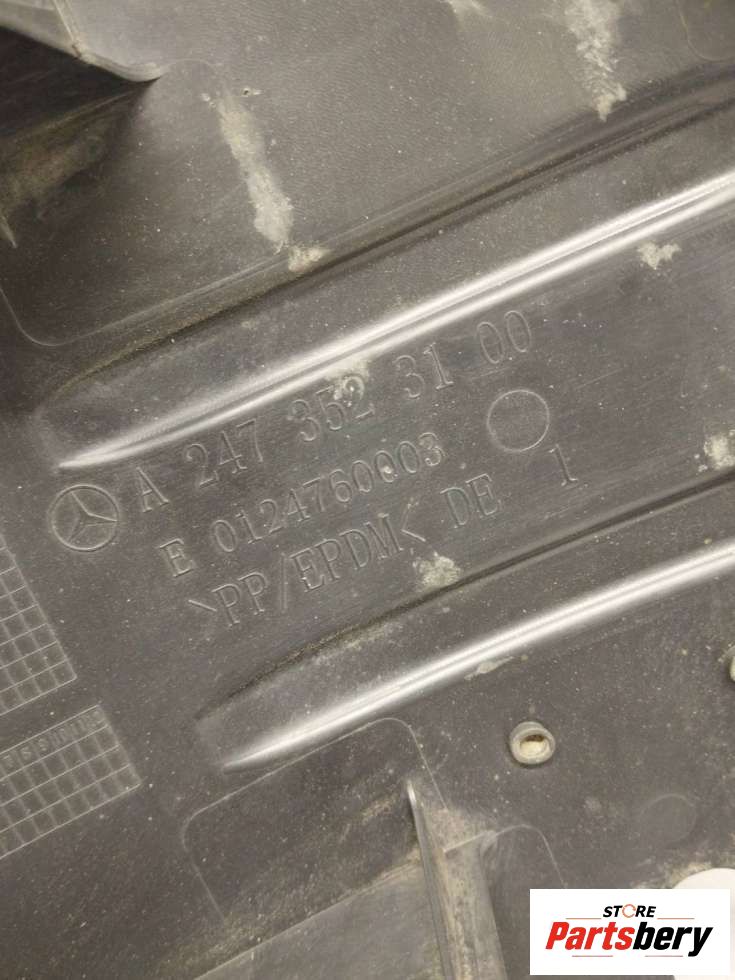 A 247 352 31 00
E 0124760003
>PP/EPDM< DE 1
STORE
Partsbery